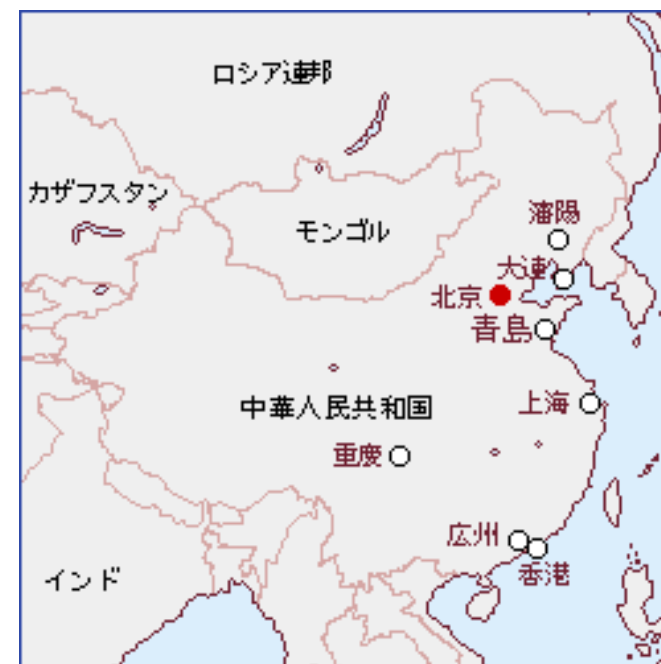 ロシア連邦
カザフスタン
モンゴル
瀋陽
大連
北京
青島
中華人民共和国
上海
重慶
広州
香港
インド